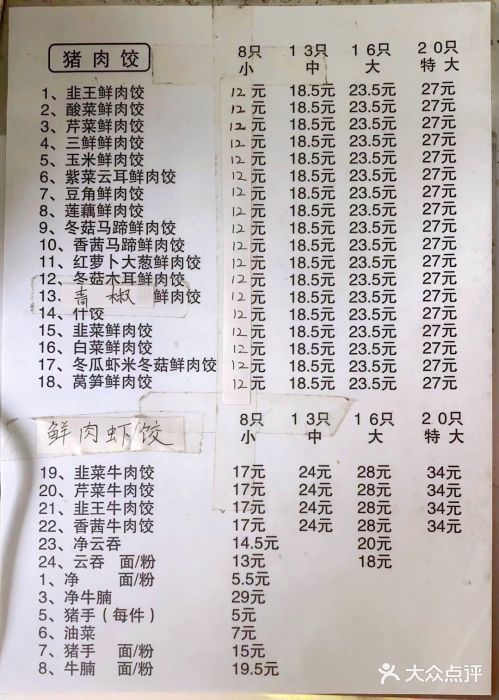 猪肉饺 8只 13只 16只 20只
小 中 大 特大
1、韭王鲜肉饺 12元 18.5元 23.5元 27元
2、酸菜鲜肉饺 12元 18.5元 23.5元 27元
3、芹菜鲜肉饺 12元 18.5元 23.5元 27元
4、三鲜鲜肉饺 12元 18.5元 23.5元 27元
5、玉米鲜肉饺 12元 18.5元 23.5元 27元
6、紫菜云耳鲜肉饺 12元 18.5元 23.5元 27元
7、豆角鲜肉饺 12元 18.5元 23.5元 27元
8、莲藕鲜肉饺 12元 18.5元 23.5元 27元
9、冬菇马蹄鲜肉饺 12元 18.5元 23.5元 27元
10、香茜马蹄鲜肉饺 12元 18.5元 23.5元 27元
11、红萝卜大葱鲜肉饺 12元 18.5元 23.5元 27元
12、冬菇木耳鲜肉饺 12元 18.5元 23.5元 27元
13、青椒 鲜肉饺 12元 18.5元 23.5元 27元
14、什饺 12元 18.5元 23.5元 27元
15、韭菜鲜肉饺 12元 18.5元 23.5元 27元
16、白菜鲜肉饺 12元 18.5元 23.5元 27元
17、冬瓜虾米冬菇鲜肉饺 12元 18.5元 23.5元 27元
18、莴笋鲜肉饺 12元 18.5元 23.5元 27元
鲜肉虾饺 8只 13只 16只 20只
小 中 大 特大
19、韭菜牛肉饺 17元 24元 28元 34元
20、芹菜牛肉饺 17元 24元 28元 34元
21、韭王牛肉饺 17元 24元 28元 34元
22、香茜牛肉饺 17元 24元 28元 34元
23、净云吞 14.5元 20元
24、云吞 面/粉 13元 18元
1、净 面/粉 5.5元
3、净牛腩 29元
5、猪手（每件） 5元
6、油菜 7元
7、猪手 面/粉 15元
8、牛腩 面/粉 19.5元
大众点评